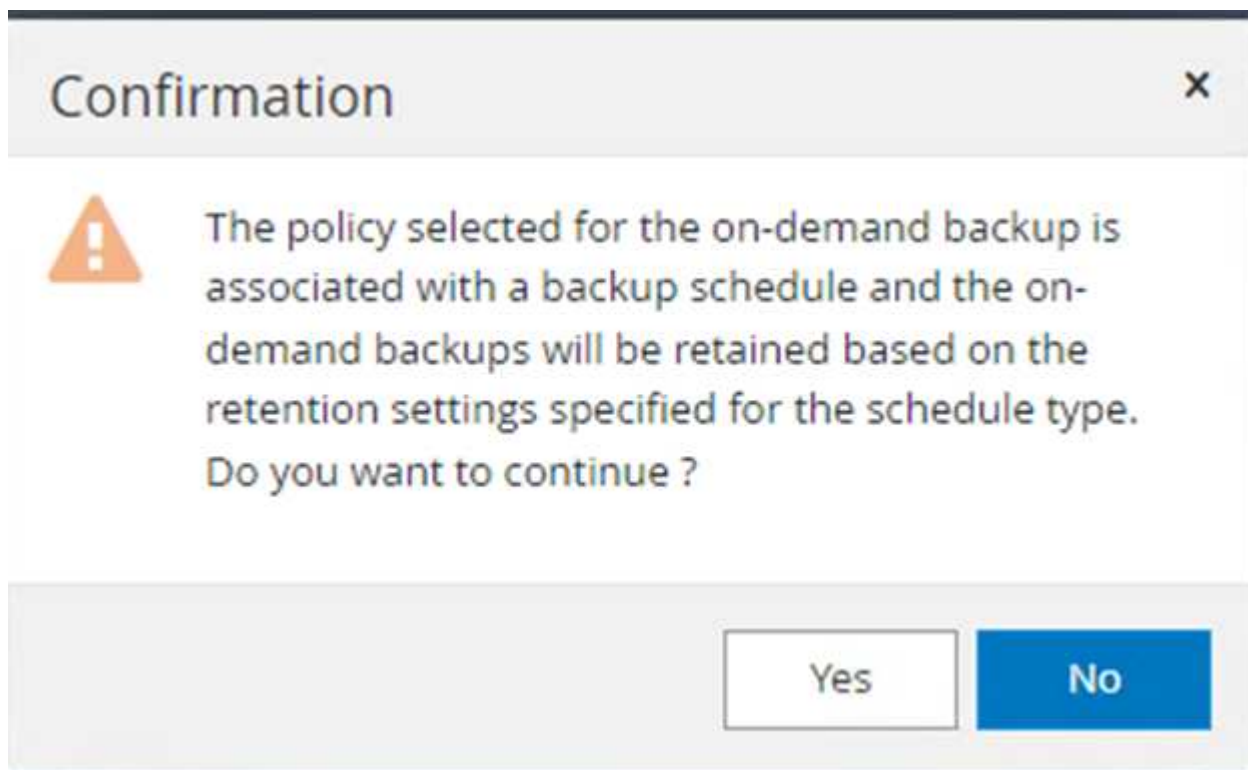 Confirmation
×
The policy selected for the on-demand backup is
associated with a backup schedule and the on-
demand backups will be retained based on the
retention settings specified for the schedule type.
Do you want to continue ?
Yes
No